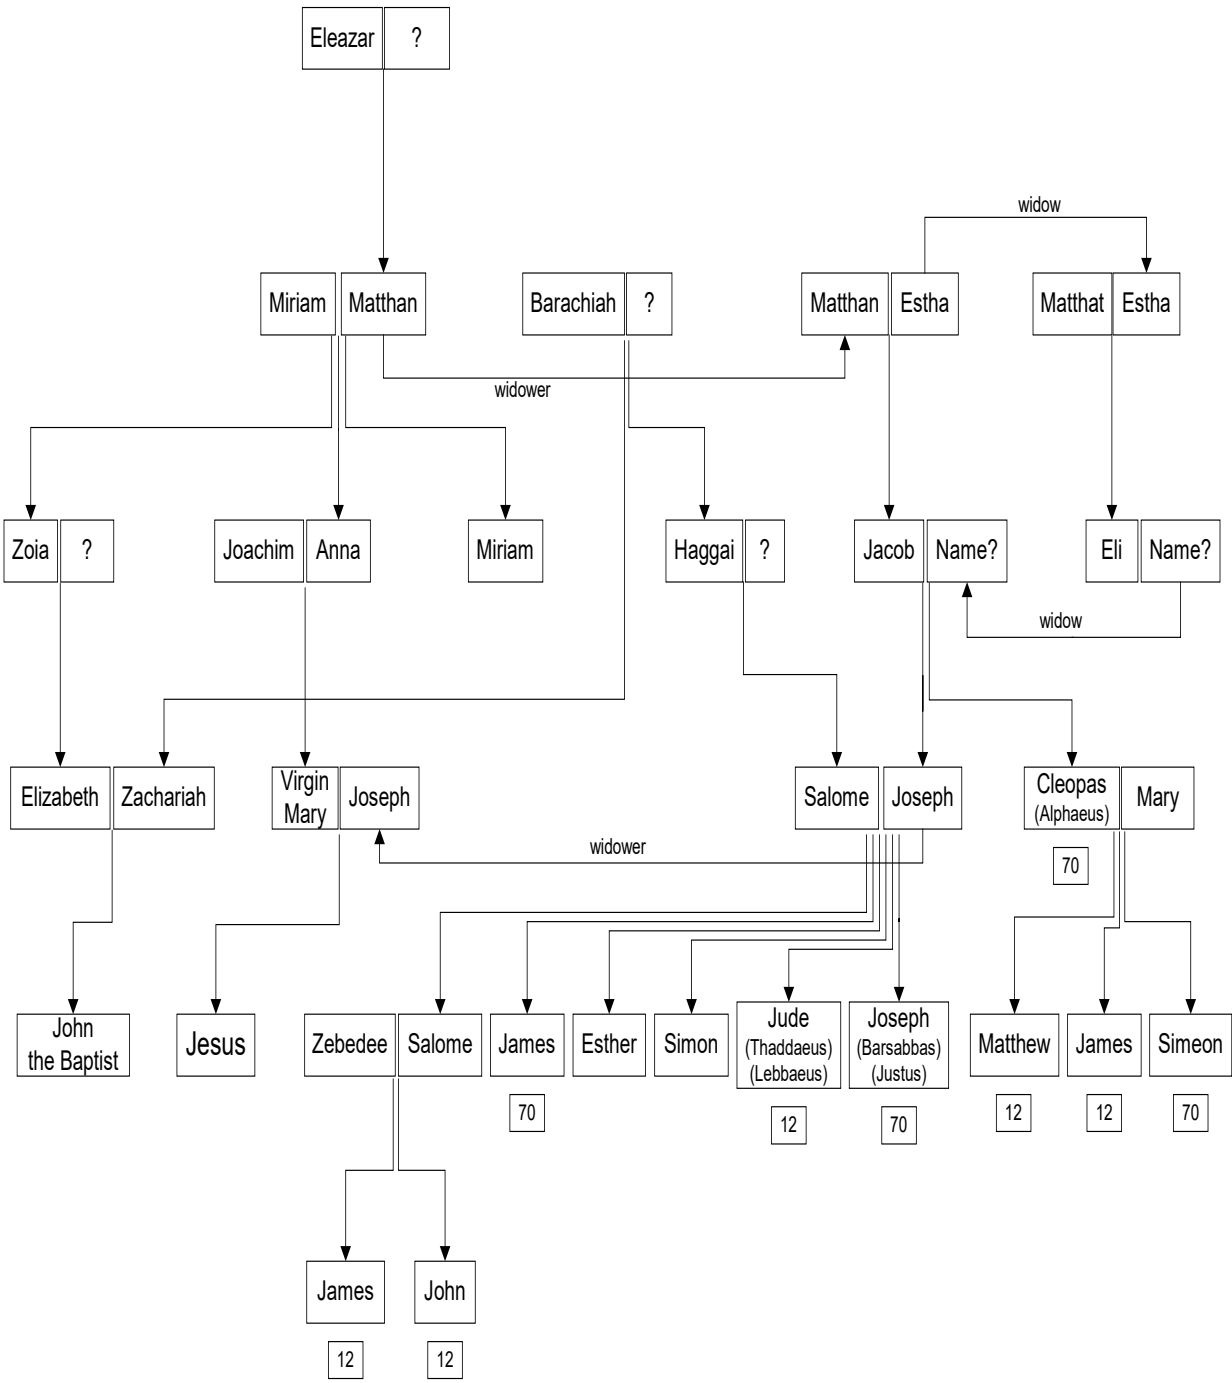 Eleazar
?
widow
Miriam
Matthan
Barachiah
?
Matthan
Estha
Matthat
Estha
widower
Zoia
?
Joachim
Anna
Miriam
Haggai
?
Jacob
Name?
Eli
Name?
widow
Elizabeth
Zachariah
Virgin
Mary
Joseph
Salome
Joseph
Cleopas
(Alphaeus)
Mary
widower
70
John
the Baptist
Jesus
Zebedee
Salome
James
Esther
Simon
Jude
(Thaddaeus)
(Lebbaeus)
Joseph
(Barsabbas)
(Justus)
Matthew
James
Simeon
70
12
70
12
12
70
James
John
12
12